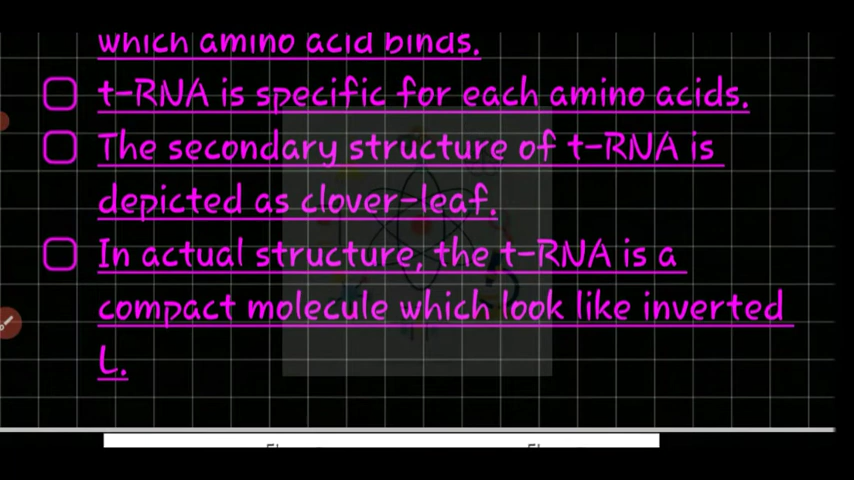 which amino acid binds.
t-RNA is specific for each amino acids.
The secondary structure of t-RNA is
depicted as clover-leaf.
In actual structure, the t-RNA is a
compact molecule which look like inverted
L.